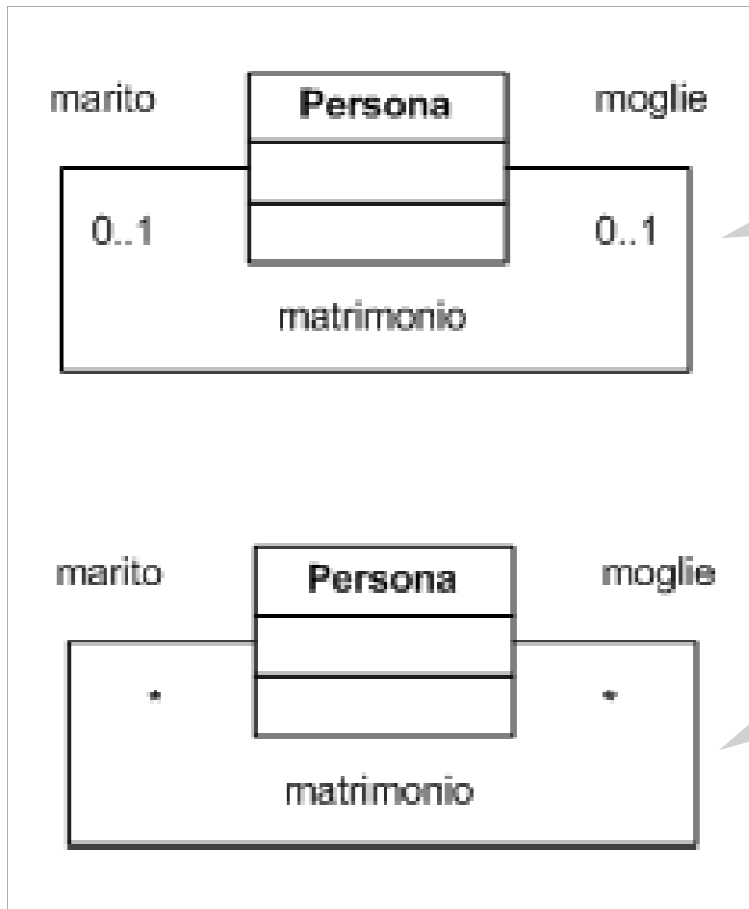 marito Persona moglie
0..1 0..1
matrimonio
marito Persona moglie
* *
matrimonio